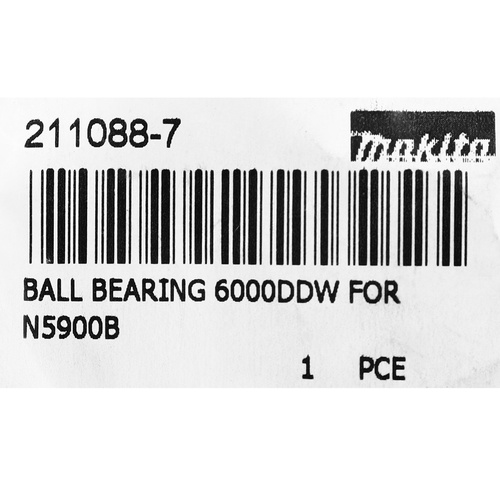 211088-7
makita
BALL BEARING 6000DDW FOR
N5900B
1 PCE